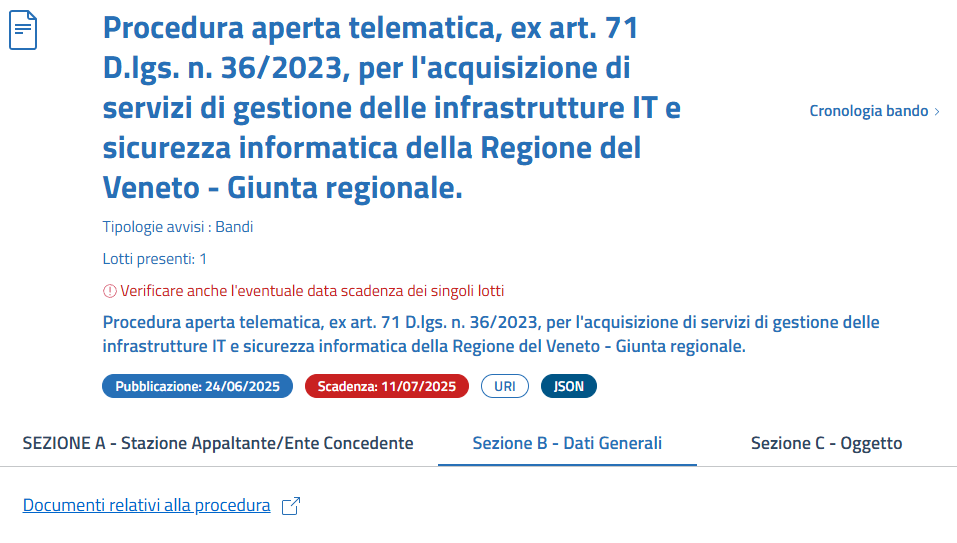 Procedura aperta telematica, ex art. 71
D.lgs. n. 36/2023, per l'acquisizione di
servizi di gestione delle infrastrutture IT e
sicurezza informatica della Regione del
Veneto - Giunta regionale.
Cronologia bando
Tipologie avvisi : Bandi
Lotti presenti: 1
Verificare anche l'eventuale data scadenza dei singoli lotti
Procedura aperta telematica, ex art. 71 D.lgs. n. 36/2023, per l'acquisizione di servizi di gestione delle
infrastrutture IT e sicurezza informatica della Regione del Veneto - Giunta regionale.
Pubblicazione: 24/06/2025 Scadenza: 11/07/2025 URI JSON
SEZIONE A - Stazione Appaltante/Ente Concedente Sezione B - Dati Generali Sezione C - Oggetto
Documenti relativi alla procedura